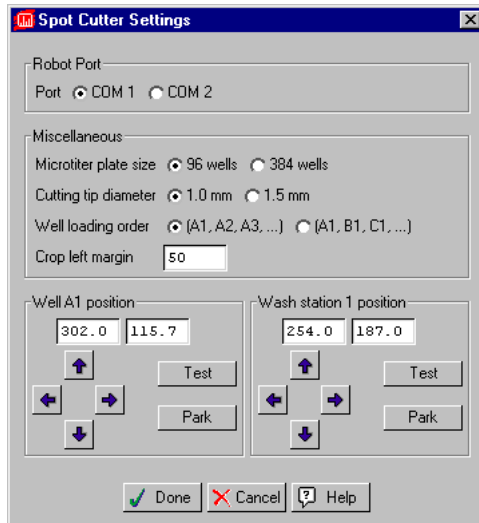 Spot Cutter Settings
Robot Port
Port COM 1 COM 2
Miscellaneous
Microtiter plate size 96 wells 384 wells
Cutting tip diameter 1.0 mm 1.5 mm
Well loading order (A1, A2, A3, ...) (A1, B1, C1, ...)
Crop left margin 50
Well A1 position
302.0 115.7
Test
Park
Wash station 1 position
254.0 187.0
Test
Park
Done Cancel ? Help